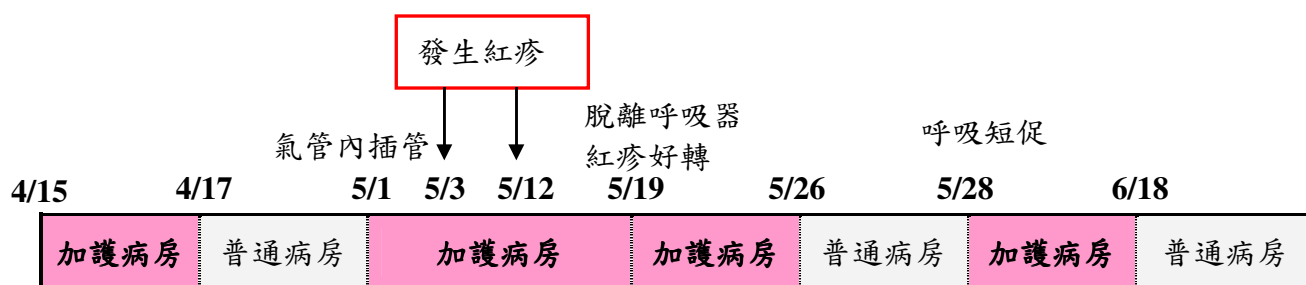 發生紅疹
脫離呼吸器
氣管內插管
紅疹好轉
呼吸短促
4/15 4/17 5/1 5/3 5/12 5/19 5/26 5/28 6/18
加護病房 普通病房 加護病房 加護病房 普通病房 加護病房 普通病房